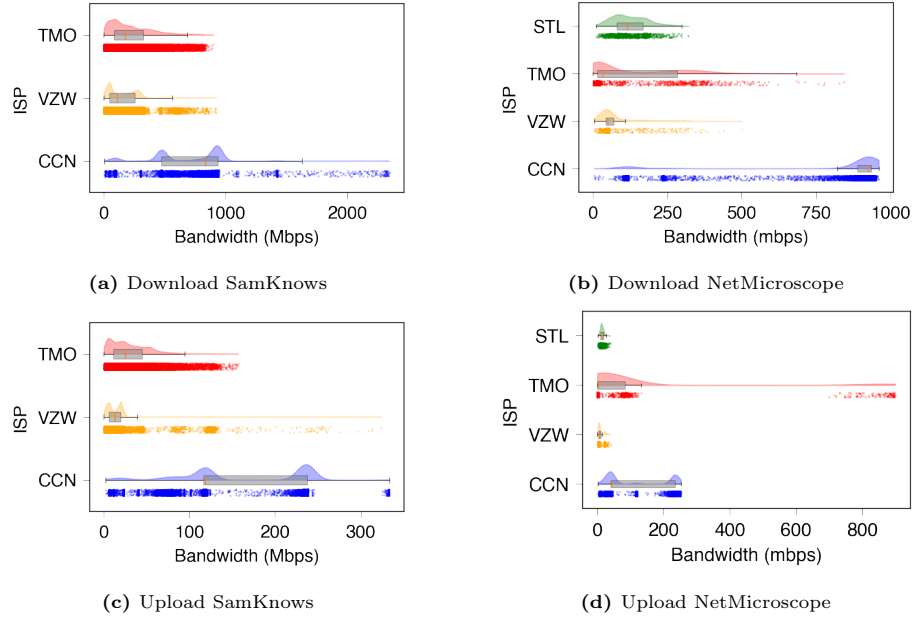 TMO
VZW
CCN
ISP
0
1000
2000
Bandwidth (Mbps)
(a) Download SamKnows
STL
TMO
VZW
CCN
ISP
0
250
500
750
1000
Bandwidth (mbps)
(b) Download NetMicroscope
TMO
VZW
CCN
ISP
0
100
200
300
Bandwidth (Mbps)
(c) Upload SamKnows
STL
TMO
VZW
CCN
ISP
0
200
400
600
800
Bandwidth (mbps)
(d) Upload NetMicroscope